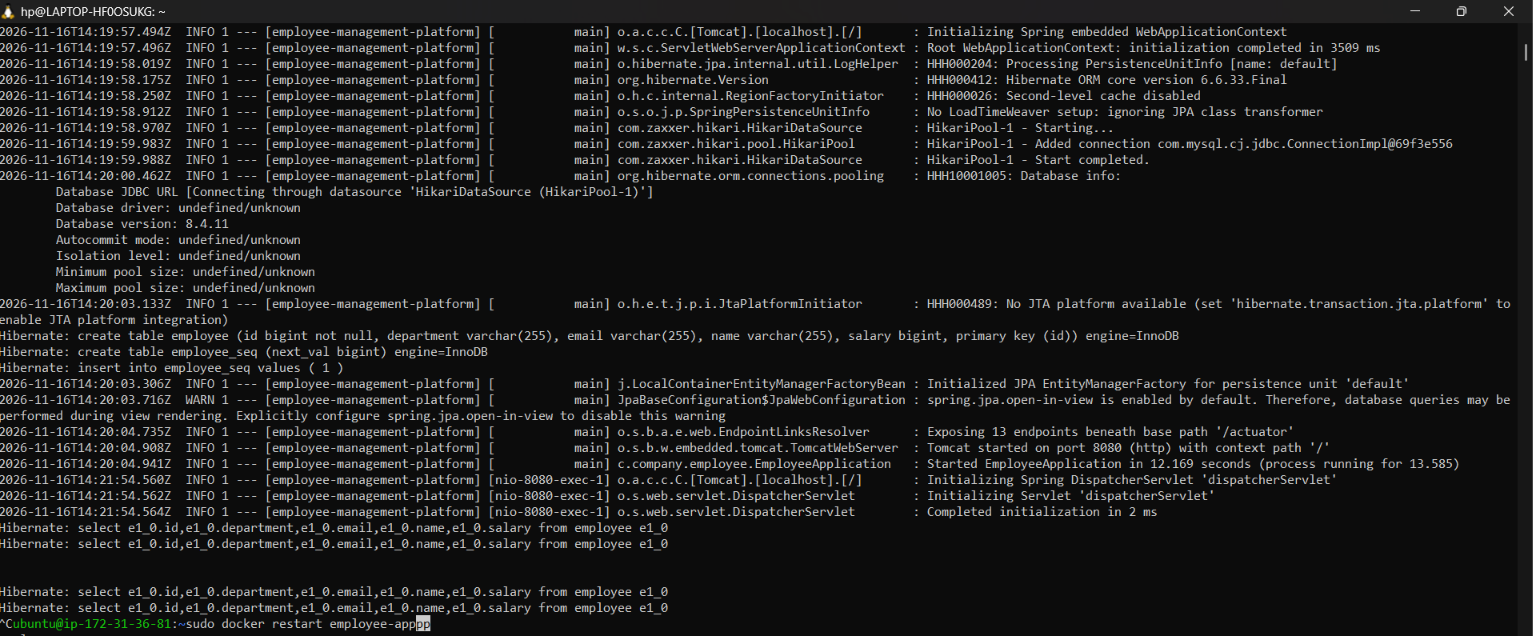 hp@LAPTOP-HF0OSUKG: ~
2026-11-16T14:19:57.494Z  INFO 1 --- [employee-management-platform] [           main] o.a.c.c.C.[Tomcat].[localhost].[/]       : Initializing Spring embedded WebApplicationContext
2026-11-16T14:19:57.496Z  INFO 1 --- [employee-management-platform] [           main] w.s.c.ServletWebServerApplicationContext : Root WebApplicationContext: initialization completed in 3509 ms
2026-11-16T14:19:58.019Z  INFO 1 --- [employee-management-platform] [           main] o.hibernate.jpa.internal.util.LogHelper  : HHH000204: Processing PersistenceUnitInfo [name: default]
2026-11-16T14:19:58.175Z  INFO 1 --- [employee-management-platform] [           main] org.hibernate.Version                    : HHH000412: Hibernate ORM core version 6.6.33.Final
2026-11-16T14:19:58.250Z  INFO 1 --- [employee-management-platform] [           main] o.h.c.internal.RegionFactoryInitiator    : HHH000026: Second-level cache disabled
2026-11-16T14:19:58.912Z  INFO 1 --- [employee-management-platform] [           main] o.s.o.j.p.SpringPersistenceUnitInfo      : No LoadTimeWeaver setup: ignoring JPA class transformer
2026-11-16T14:19:58.970Z  INFO 1 --- [employee-management-platform] [           main] com.zaxxer.hikari.HikariDataSource       : HikariPool-1 - Starting...
2026-11-16T14:19:59.983Z  INFO 1 --- [employee-management-platform] [           main] com.zaxxer.hikari.pool.HikariPool        : HikariPool-1 - Added connection com.mysql.cj.jdbc.ConnectionImpl@69f3e556
2026-11-16T14:19:59.988Z  INFO 1 --- [employee-management-platform] [           main] com.zaxxer.hikari.HikariDataSource       : HikariPool-1 - Start completed.
2026-11-16T14:20:00.462Z  INFO 1 --- [employee-management-platform] [           main] org.hibernate.orm.connections.pooling    : HHH10001005: Database info:
Database JDBC URL [Connecting through datasource 'HikariDataSource (HikariPool-1)']
Database driver: undefined/unknown
Database version: 8.4.11
Autocommit mode: undefined/unknown
Isolation level: undefined/unknown
Minimum pool size: undefined/unknown
Maximum pool size: undefined/unknown
2026-11-16T14:20:03.133Z  INFO 1 --- [employee-management-platform] [           main] o.h.e.t.j.p.i.JtaPlatformInitiator       : HHH000489: No JTA platform available (set 'hibernate.transaction.jta.platform' to
enable JTA platform integration)
Hibernate: create table employee (id bigint not null, department varchar(255), email varchar(255), name varchar(255), salary bigint, primary key (id)) engine=InnoDB
Hibernate: create table employee_seq (next_val bigint) engine=InnoDB
Hibernate: insert into employee_seq values ( 1 )
2026-11-16T14:20:03.306Z  INFO 1 --- [employee-management-platform] [           main] j.LocalContainerEntityManagerFactoryBean : Initialized JPA EntityManagerFactory for persistence unit 'default'
2026-11-16T14:20:03.716Z  WARN 1 --- [employee-management-platform] [           main] JpaBaseConfiguration$JpaWebConfiguration : spring.jpa.open-in-view is enabled by default. Therefore, database queries may be
performed during view rendering. Explicitly configure spring.jpa.open-in-view to disable this warning
2026-11-16T14:20:04.735Z  INFO 1 --- [employee-management-platform] [           main] o.s.b.a.e.web.EndpointLinksResolver      : Exposing 13 endpoints beneath base path '/actuator'
2026-11-16T14:20:04.908Z  INFO 1 --- [employee-management-platform] [           main] o.s.b.w.embedded.tomcat.TomcatWebServer  : Tomcat started on port 8080 (http) with context path '/'
2026-11-16T14:20:04.941Z  INFO 1 --- [employee-management-platform] [           main] c.company.employee.EmployeeApplication   : Started EmployeeApplication in 12.169 seconds (process running for 13.585)
2026-11-16T14:21:54.560Z  INFO 1 --- [employee-management-platform] [nio-8080-exec-1] o.a.c.c.C.[Tomcat].[localhost].[/]       : Initializing Spring DispatcherServlet 'dispatcherServlet'
2026-11-16T14:21:54.562Z  INFO 1 --- [employee-management-platform] [nio-8080-exec-1] o.s.web.servlet.DispatcherServlet        : Initializing Servlet 'dispatcherServlet'
2026-11-16T14:21:54.564Z  INFO 1 --- [employee-management-platform] [nio-8080-exec-1] o.s.web.servlet.DispatcherServlet        : Completed initialization in 2 ms
Hibernate: select e1_0.id,e1_0.department,e1_0.email,e1_0.name,e1_0.salary from employee e1_0
Hibernate: select e1_0.id,e1_0.department,e1_0.email,e1_0.name,e1_0.salary from employee e1_0
Hibernate: select e1_0.id,e1_0.department,e1_0.email,e1_0.name,e1_0.salary from employee e1_0
Hibernate: select e1_0.id,e1_0.department,e1_0.email,e1_0.name,e1_0.salary from employee e1_0
^Cubuntu@ip-172-31-36-81:~sudo docker restart employee-apppp